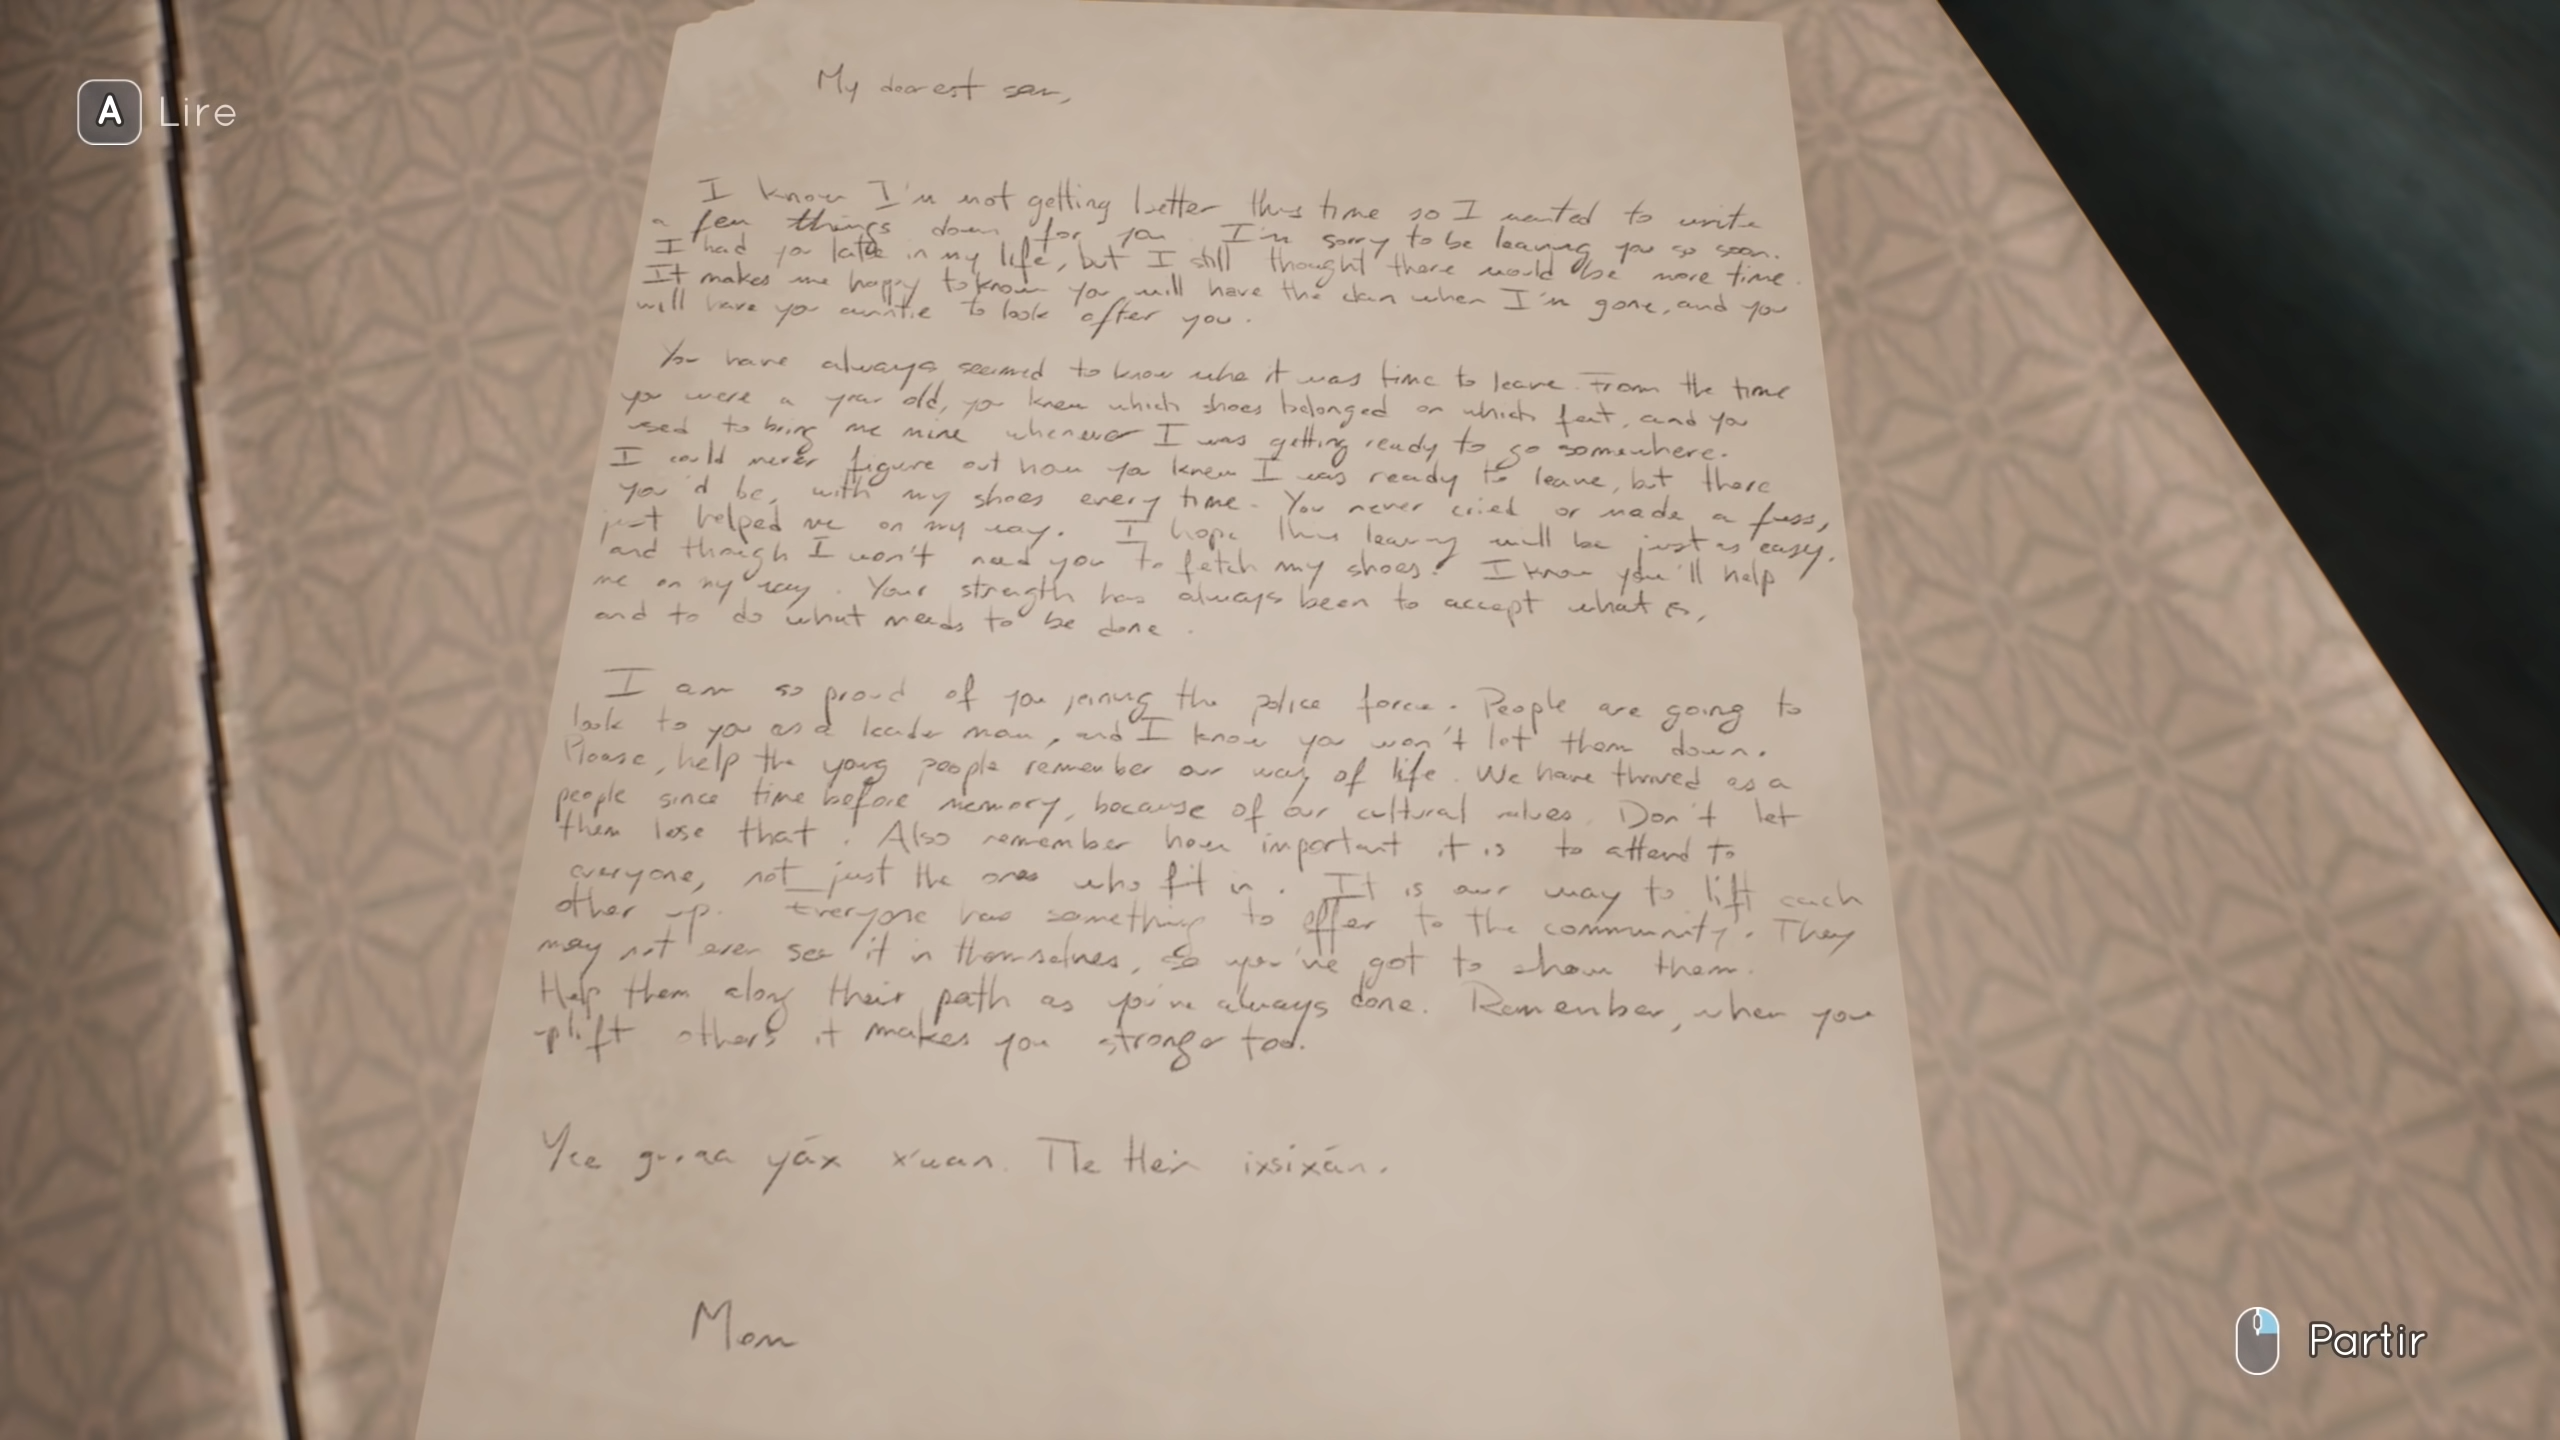 A Lire
My dearest son,
I know I'm not getting better this time so I wanted to write
a few things down for you. I'm sorry to be leaving you so soon.
I had you late in my life, but I still thought there would be more time.
It makes me happy to know you will have the clan when I'm gone, and you
will have your auntie to look after you.
You have always seemed to know when it was time to leave. From the time
you were a year old, you knew which shoes belonged on which feet, and you
used to bring me mine whenever I was getting ready to go somewhere.
I could never figure out how you knew I was ready to leave, but there
you'd be, with my shoes every time. You never cried or made a fuss,
just helped me on my way. I hope this leaving will be just as easy,
and though I won't need you to fetch my shoes. I know you'll help
me on my way. Your strength has always been to accept what is,
and to do what needs to be done.
I am so proud of you joining the police force. People are going to
look to you as a leader man, and I know you won't let them down.
Please, help the young people remember our way of life. We have thrived as a
people since time before memory, because of our cultural values. Don't let
them lose that. Also remember how important it is to attend to
everyone, not just the ones who fit in. It is our way to lift each
other up. Everyone has something to offer to the community. They
may not even see it in themselves, so you've got to show them.
Help them along their path as you've always done. Remember, when you
uplift others it makes you stronger too.
Yee gu.aa yáx x'wan. Tle tlein ixsixán.
Mom
Partir